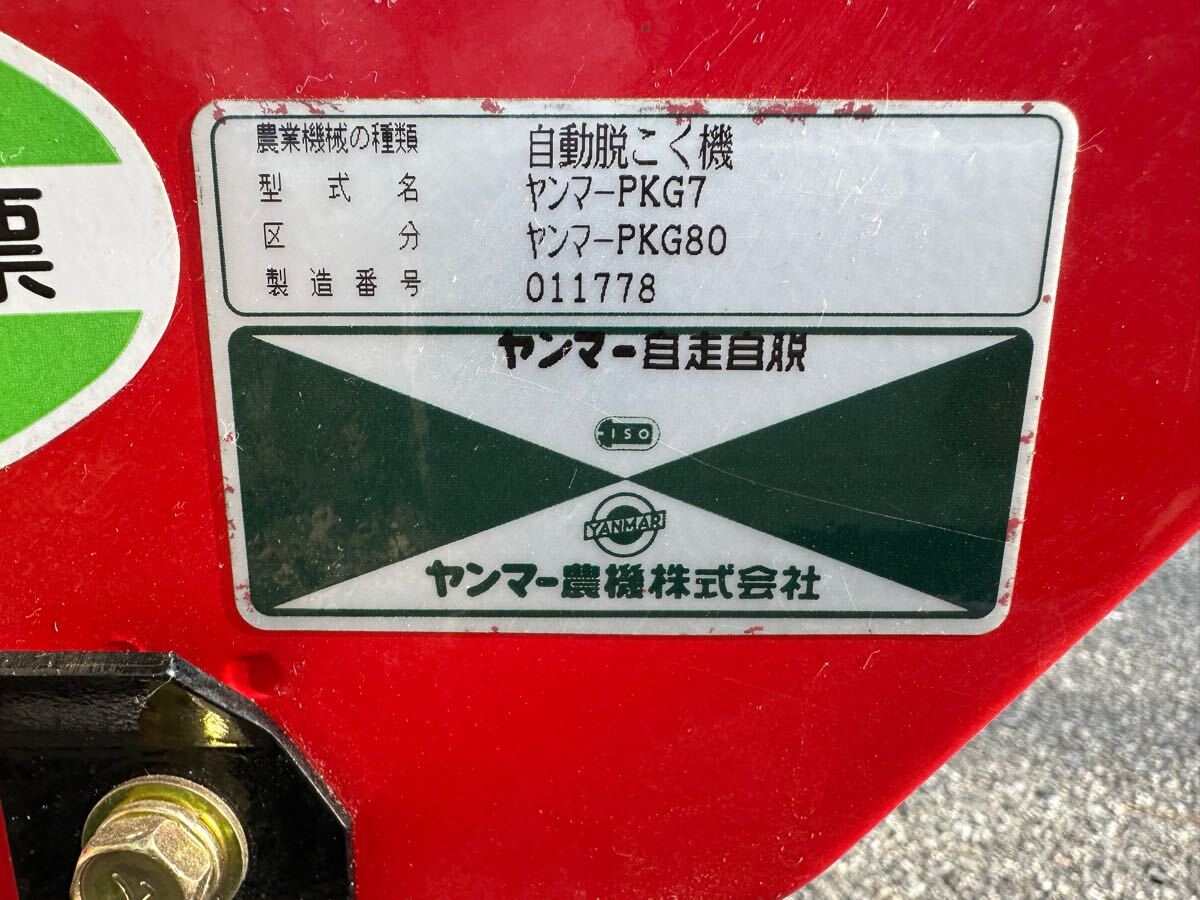 票
農業機械の種類 自動脱こく機
型式名 ヤンマーPKG7
区分 ヤンマーPKG80
製造番号 011778
ヤンマー自走自脱
ISO
YANMAR
ヤンマー農機株式会社